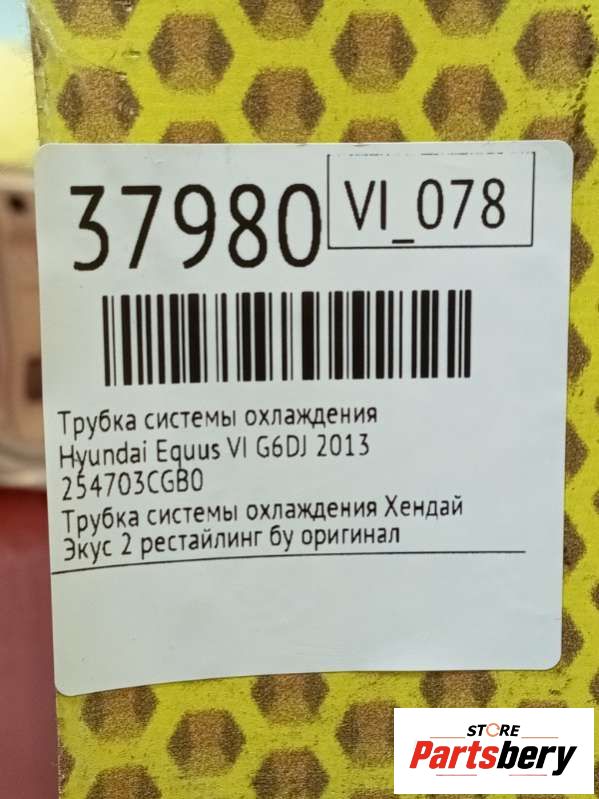 37980
VI_078
Трубка системы охлаждения
Hyundai Equus VI G6DJ 2013
254703CGB0
Трубка системы охлаждения Хендай
Экус 2 рестайлинг бу оригинал
STORE
Partsbery